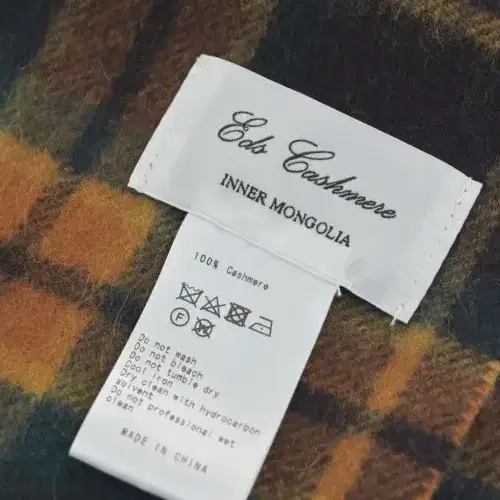 Eds Cashmere
INNER MONGOLIA
100% Cashmere
F
Do not wash
Do not bleach
Do not tumble dry
Cool iron
Dry clean with hydrocarbon
solvent
Do not professional wet
clean
MADE IN CHINA